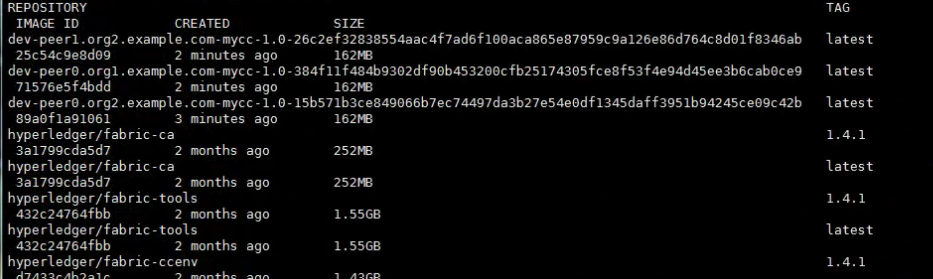 REPOSITORY TAG
IMAGE ID CREATED SIZE
dev-peer1.org2.example.com-mycc-1.0-26c2ef32838554aac4f7ad6f100aca865e87959c9a126e86d764c8d01f8346ab latest
25c54c9e8d09 2 minutes ago 162MB
dev-peer0.org1.example.com-mycc-1.0-384f11f484b9302df90b453200cfb25174305fce8f53f4e94d45ee3b6cab0ce9 latest
71576e5f4bdd 2 minutes ago 162MB
dev-peer0.org2.example.com-mycc-1.0-15b571b3ce849066b7ec74497da3b27e54e0df1345daff3951b94245ce09c42b latest
89a0f1a91061 3 minutes ago 162MB
hyperledger/fabric-ca 1.4.1
3a1799cda5d7 2 months ago 252MB
hyperledger/fabric-ca latest
3a1799cda5d7 2 months ago 252MB
hyperledger/fabric-tools 1.4.1
432c24764fbb 2 months ago 1.55GB
hyperledger/fabric-tools latest
432c24764fbb 2 months ago 1.55GB
hyperledger/fabric-ccenv 1.4.1
d7433c4b2a1c 2 months ago 1.43GB